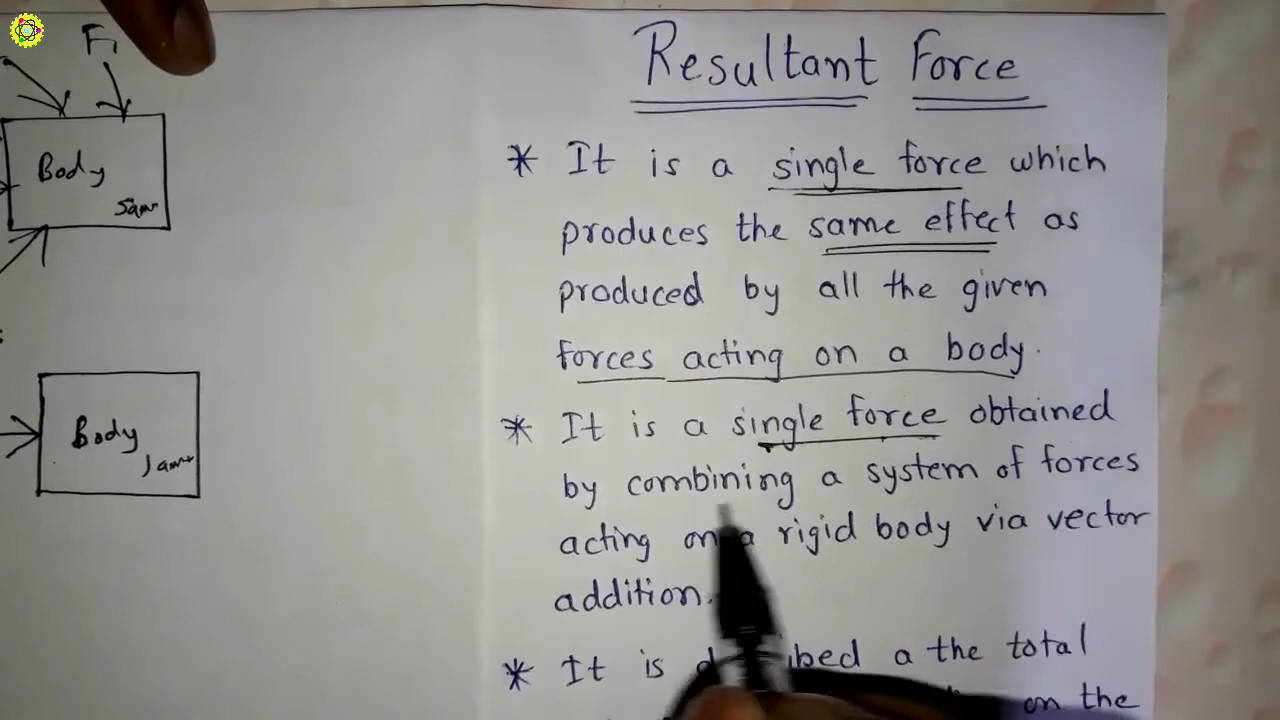 F1
Body
Sam
Body
Resultant Force
* It is a single force which
produces the same effect as
produced by all the given
forces acting on a body.
* It is a single force obtained
by combining a system of forces
acting on a rigid body via vector
addition.
* It is a the total
on the